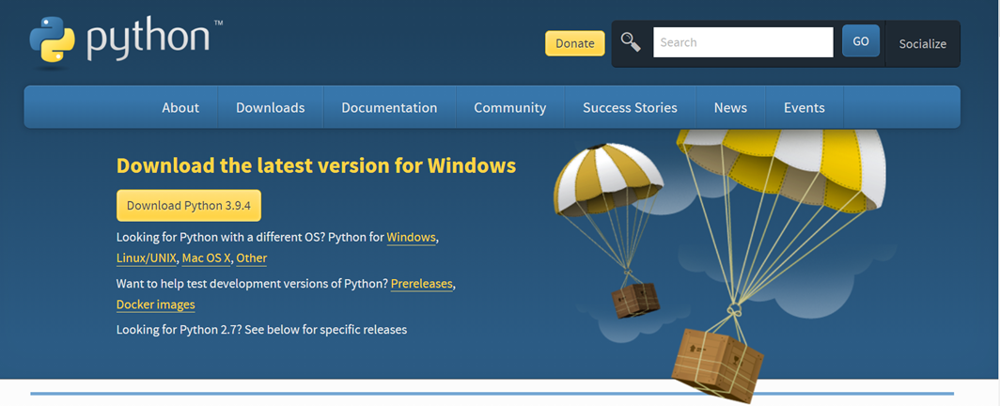 python™
Donate
Search
GO
Socialize
About Downloads Documentation Community Success Stories News Events
Download the latest version for Windows
Download Python 3.9.4
Looking for Python with a different OS? Python for Windows,
Linux/UNIX, Mac OS X, Other
Want to help test development versions of Python? Prereleases,
Docker images
Looking for Python 2.7? See below for specific releases